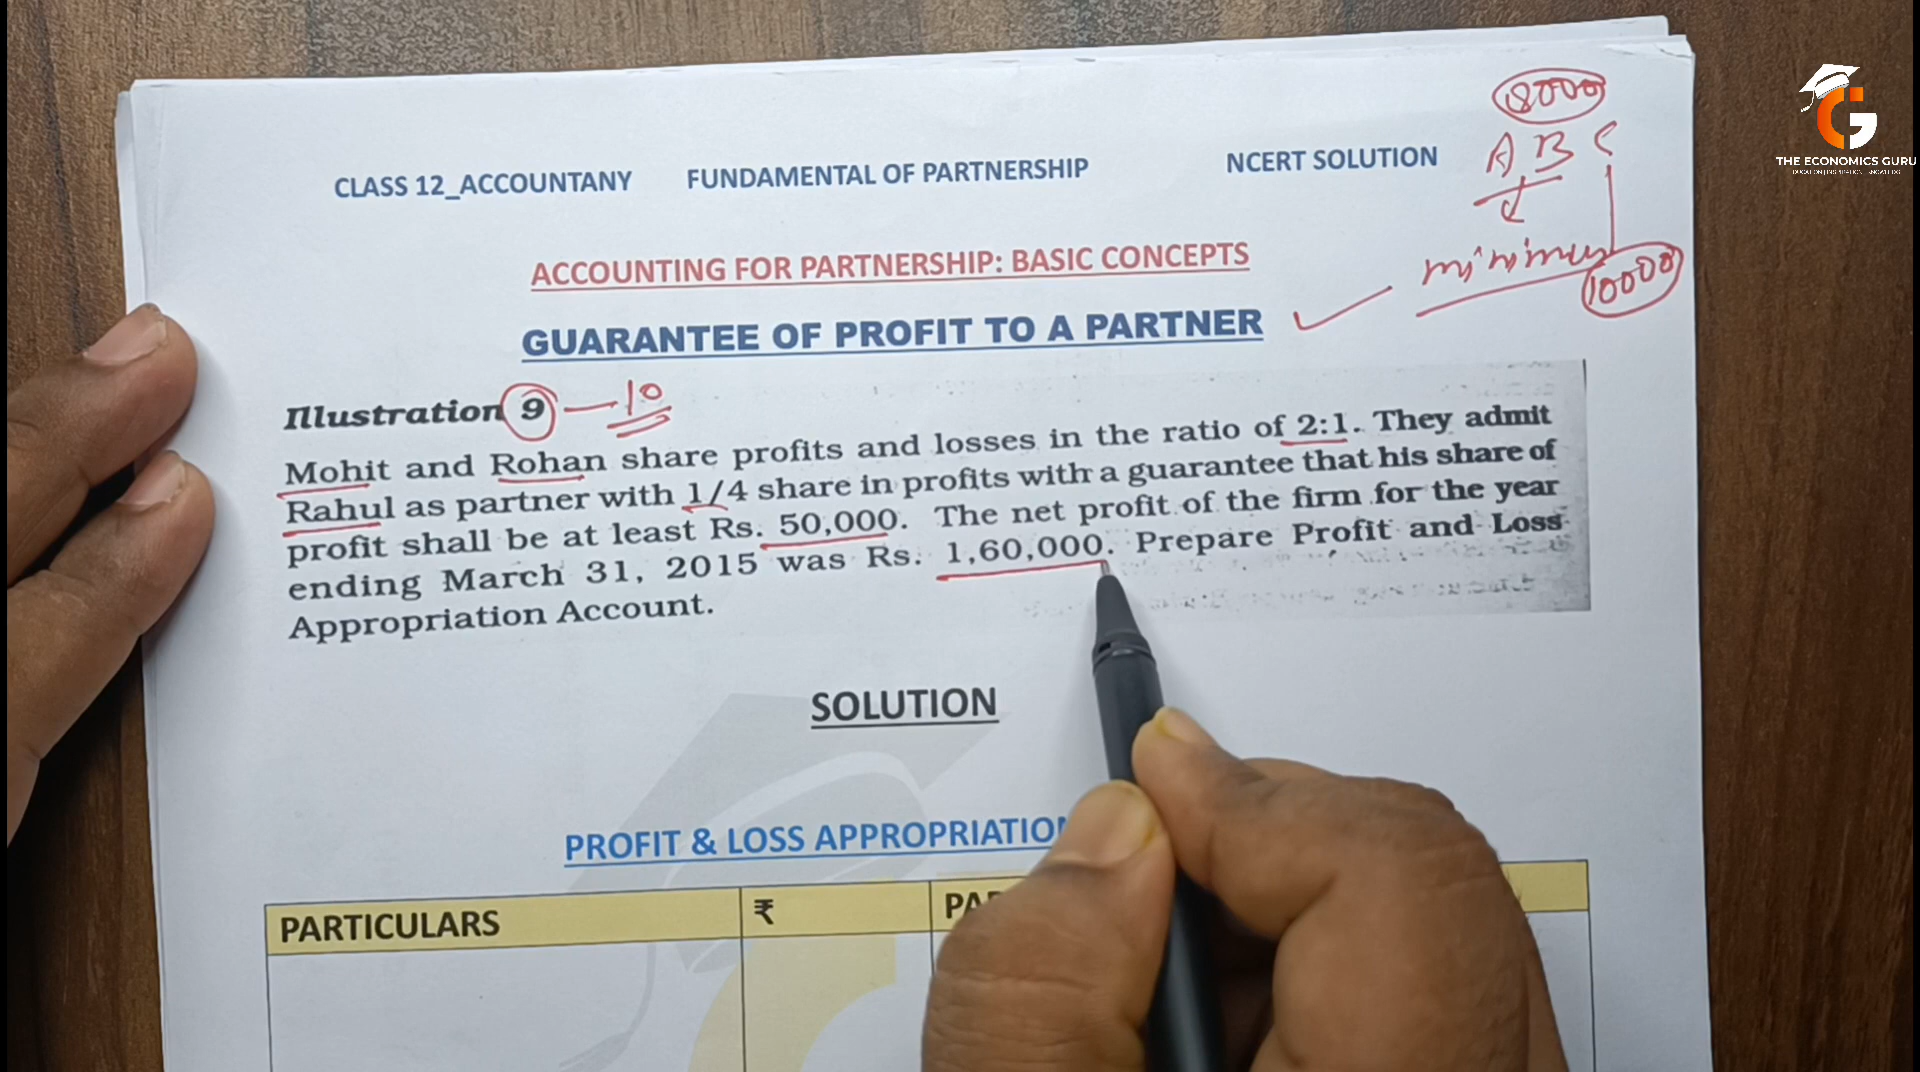 18000
A, B C
CLASS 12_ACCOUNTANY FUNDAMENTAL OF PARTNERSHIP NCERT SOLUTION
THE ECONOMICS GURU
ACCOUNTING FOR PARTNERSHIP: BASIC CONCEPTS
10000
GUARANTEE OF PROFIT TO A PARTNER
Illustration 9 — 10
Mohit and Rohan share profits and losses in the ratio of 2:1. They admit
Rahul as partner with 1/4 share in profits with a guarantee that his share of
profit shall be at least Rs. 50,000. The net profit of the firm for the year
ending March 31, 2015 was Rs. 1,60,000. Prepare Profit and Loss
Appropriation Account.
SOLUTION
PROFIT & LOSS APPROPRIATION
PARTICULARS ₹